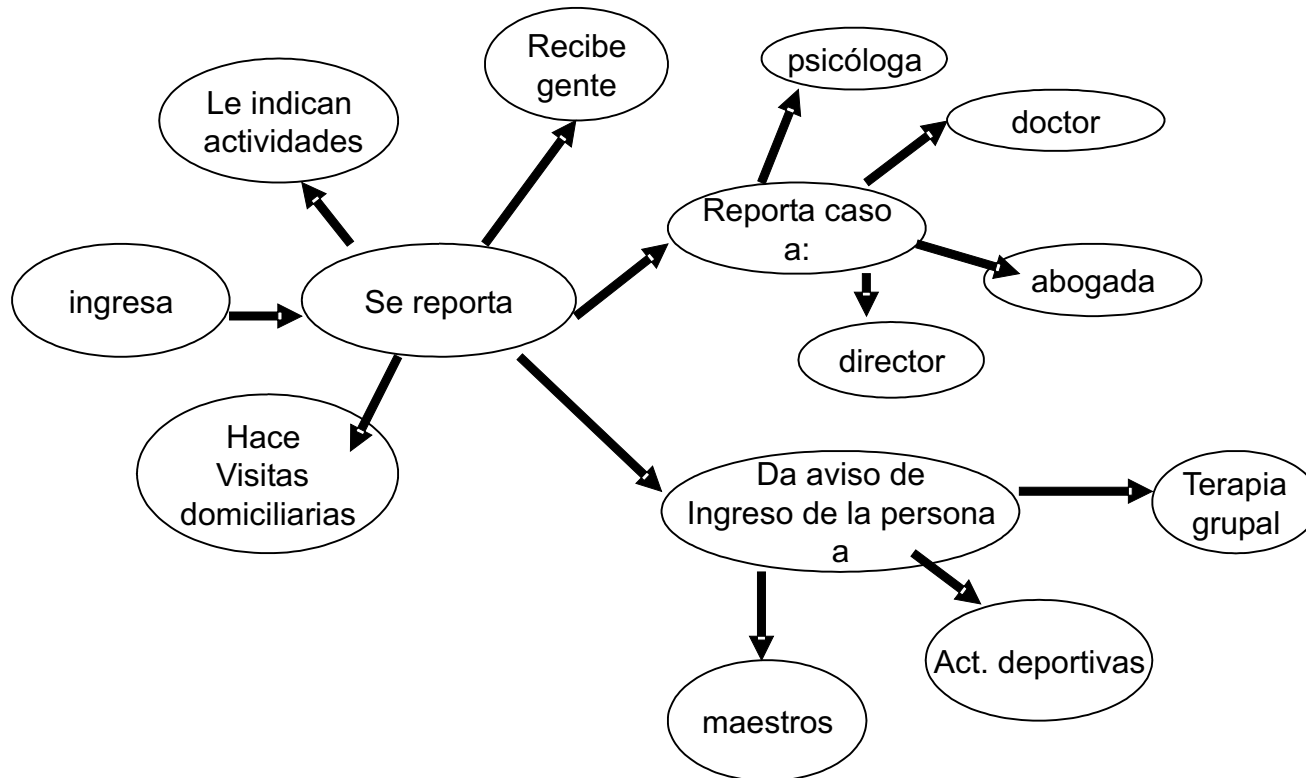 Recibe
gente
psicóloga
Le indican
actividades
doctor
Reporta caso
a:
ingresa
Se reporta
abogada
director
Hace
Visitas
domiciliarias
Da aviso de
Ingreso de la persona
a
Terapia
grupal
Act. deportivas
maestros